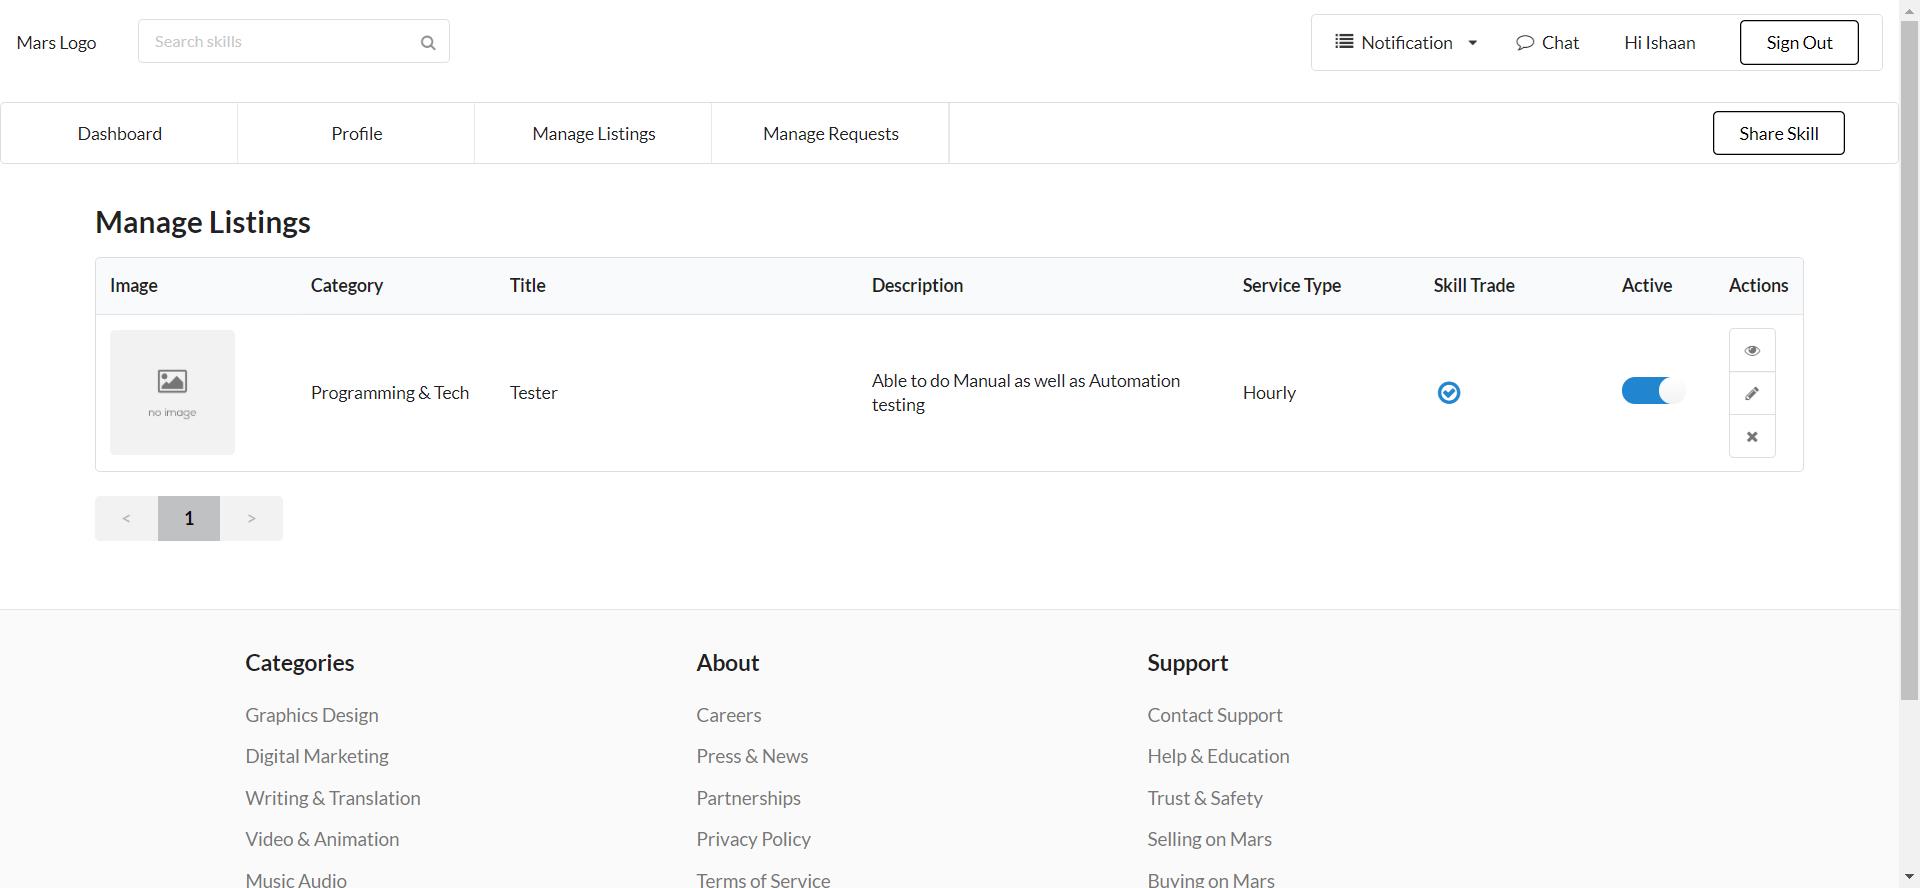 Mars Logo
Search skills
Notification
Chat
Hi Ishaan
Sign Out
Dashboard
Profile
Manage Listings
Manage Requests
Share Skill
Manage Listings
Image
Category
Title
Description
Service Type
Skill Trade
Active
Actions
no image
Programming & Tech
Tester
Able to do Manual as well as Automation
testing
Hourly
<
1
>
Categories
Graphics Design
Digital Marketing
Writing & Translation
Video & Animation
Music Audio
About
Careers
Press & News
Partnerships
Privacy Policy
Terms of Service
Support
Contact Support
Help & Education
Trust & Safety
Selling on Mars
Buying on Mars